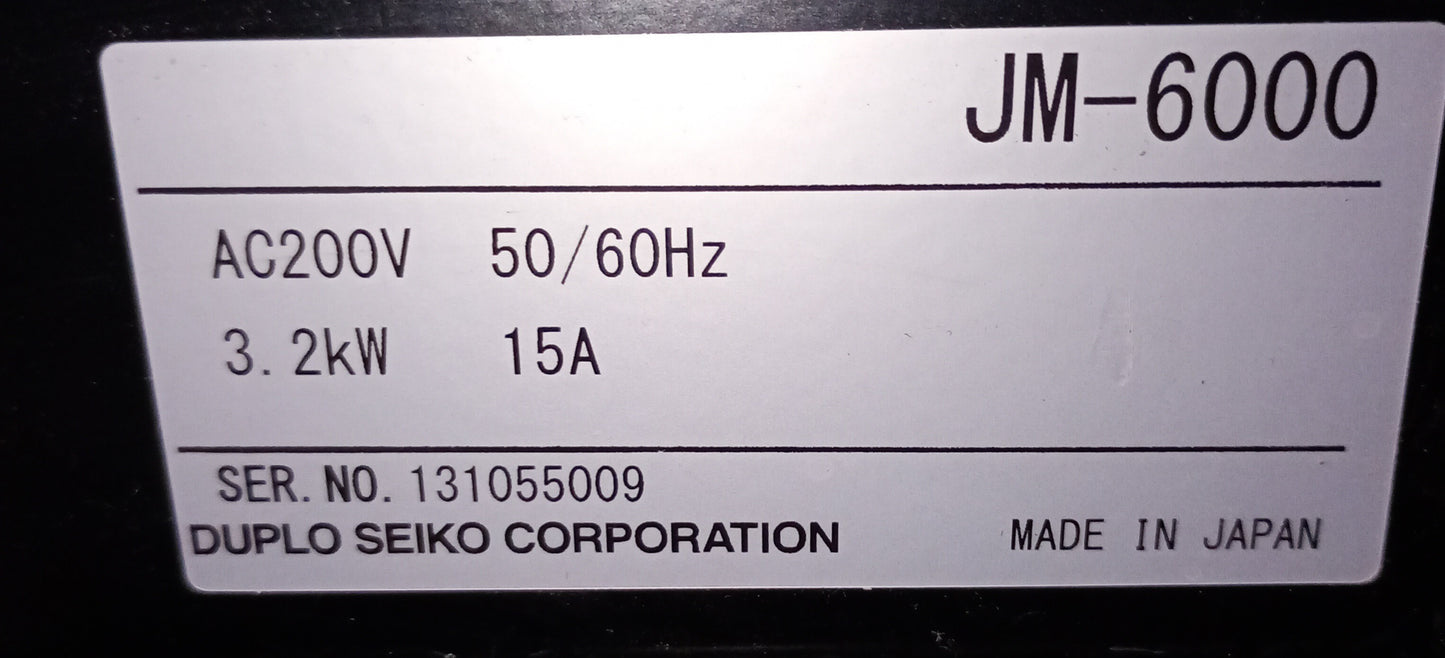 JM-6000
AC200V 50/60Hz
3.2kW 15A
SER. NO. 131055009
DUPLO SEIKO CORPORATION MADE IN JAPAN